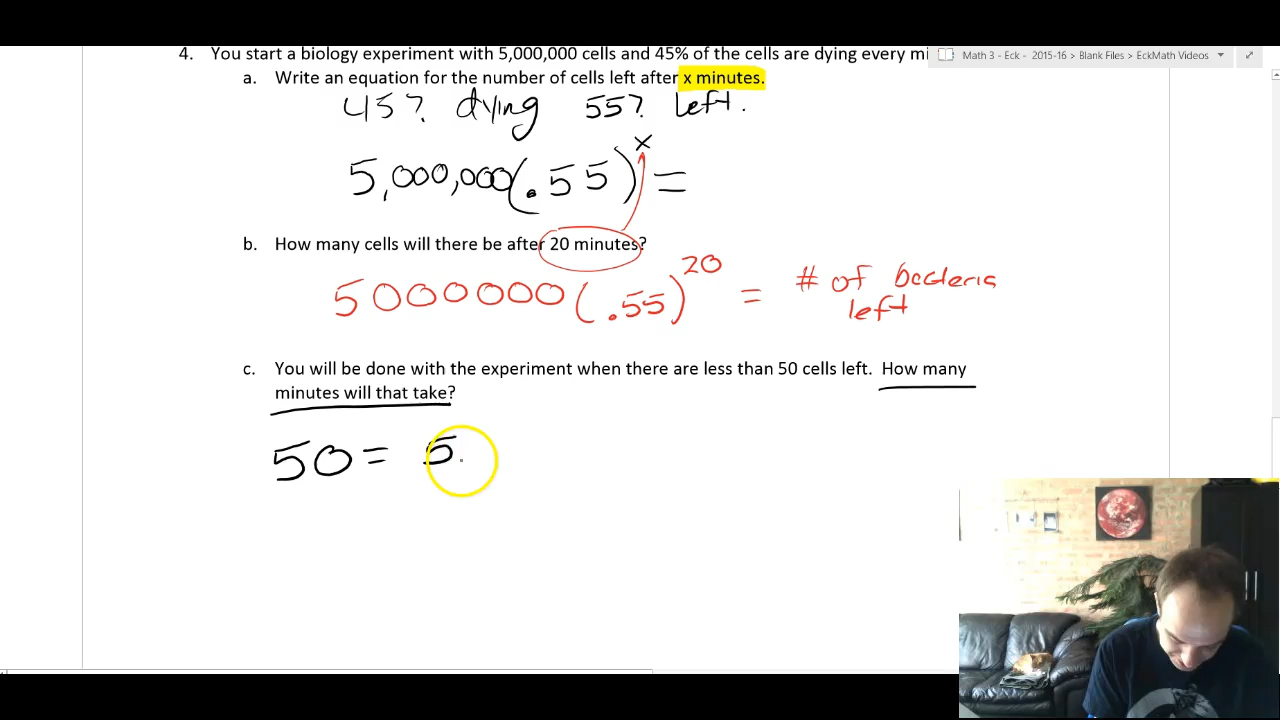 4. You start a biology experiment with 5,000,000 cells and 45% of the cells are dying every mi
Math 3 - Eck - 2015-16 > Blank Files > EckMath Videos
a. Write an equation for the number of cells left after x minutes.
45? dying 55? left.
5,000,000(.55)^x =
b. How many cells will there be after 20 minutes?
5000000(.55)^20 = # of bacteria
left
c. You will be done with the experiment when there are less than 50 cells left. How many
minutes will that take?
50 = 5